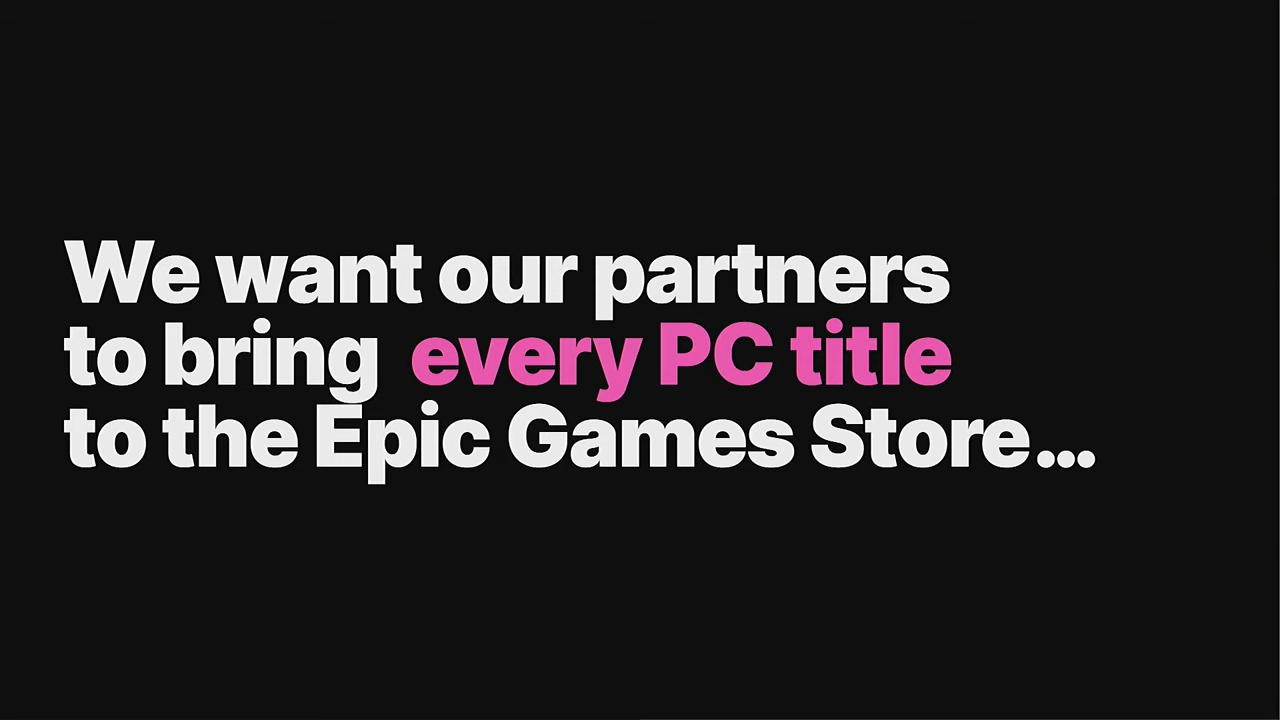 We want our partners
to bring every PC title
to the Epic Games Store...